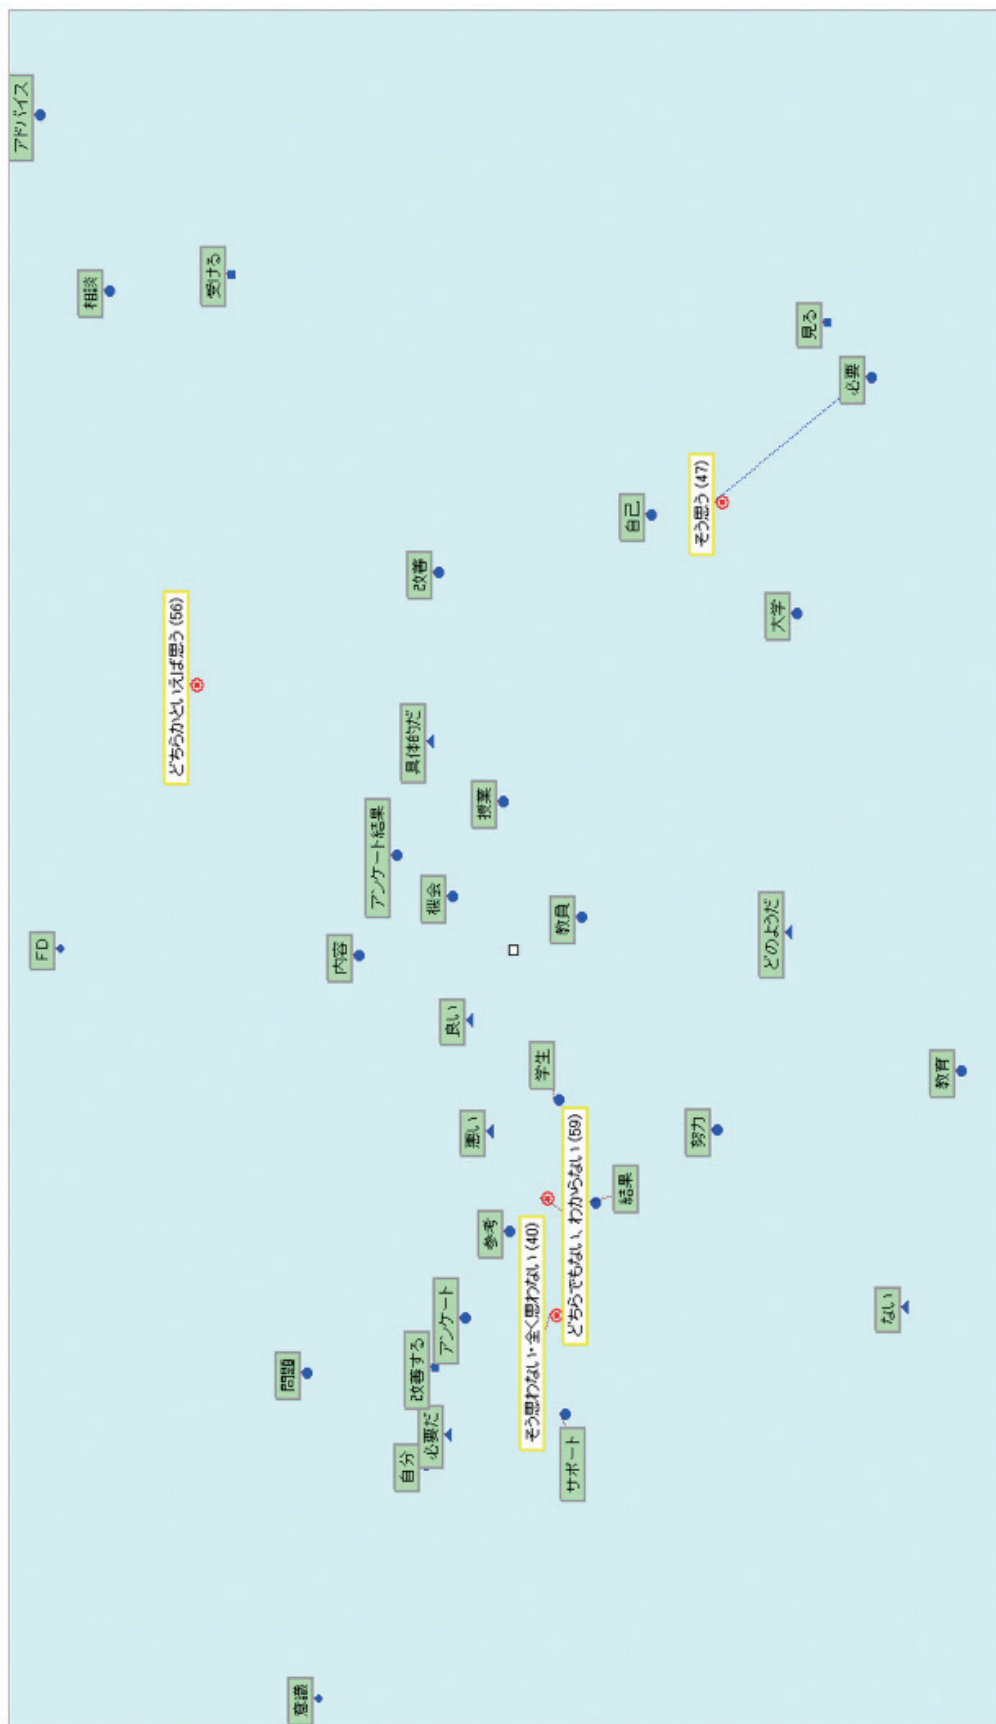 アドバイス
FD
相談
どちらかといえば思う (56)
受ける
問題
意識
内容
アンケート結果
自分
具体的だ
改善する
改善
必要だ
機会
アンケート
良い
悪い
授業
参考
そう思わない・全く思わない (40)
学生
教員
サポート
どちらでもない、わからない (59)
結果
自己
努力
そう思う (47)
どのようだ
大学
見る
必要
ない
教育